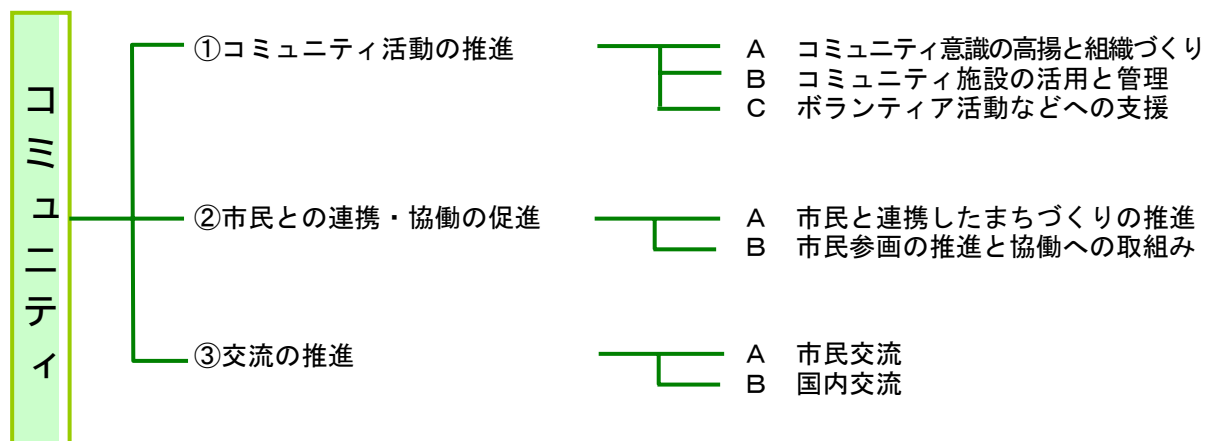 コミュニティ
①コミュニティ活動の推進
A コミュニティ意識の高揚と組織づくり
B コミュニティ施設の活用と管理
C ボランティア活動などへの支援
②市民との連携・協働の促進
A 市民と連携したまちづくりの推進
B 市民参画の推進と協働への取組み
③交流の推進
A 市民交流
B 国内交流